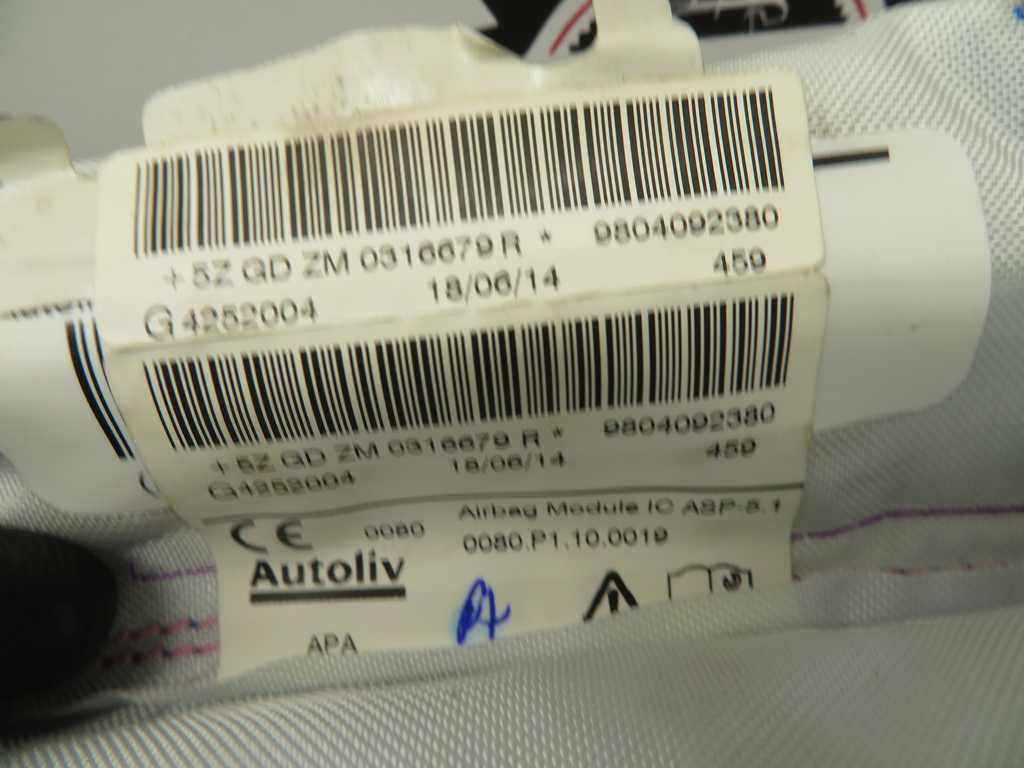 + 5Z GD ZM 0316679 R * 9804092380
G4252004 18/06/14 459
+ 5Z GD ZM 0316679 R * 9804092380
G4252004 18/06/14 459
CE 0080 Airbag Module IC ASP-5.1
0080.P1.10.0019
Autoliv
APA